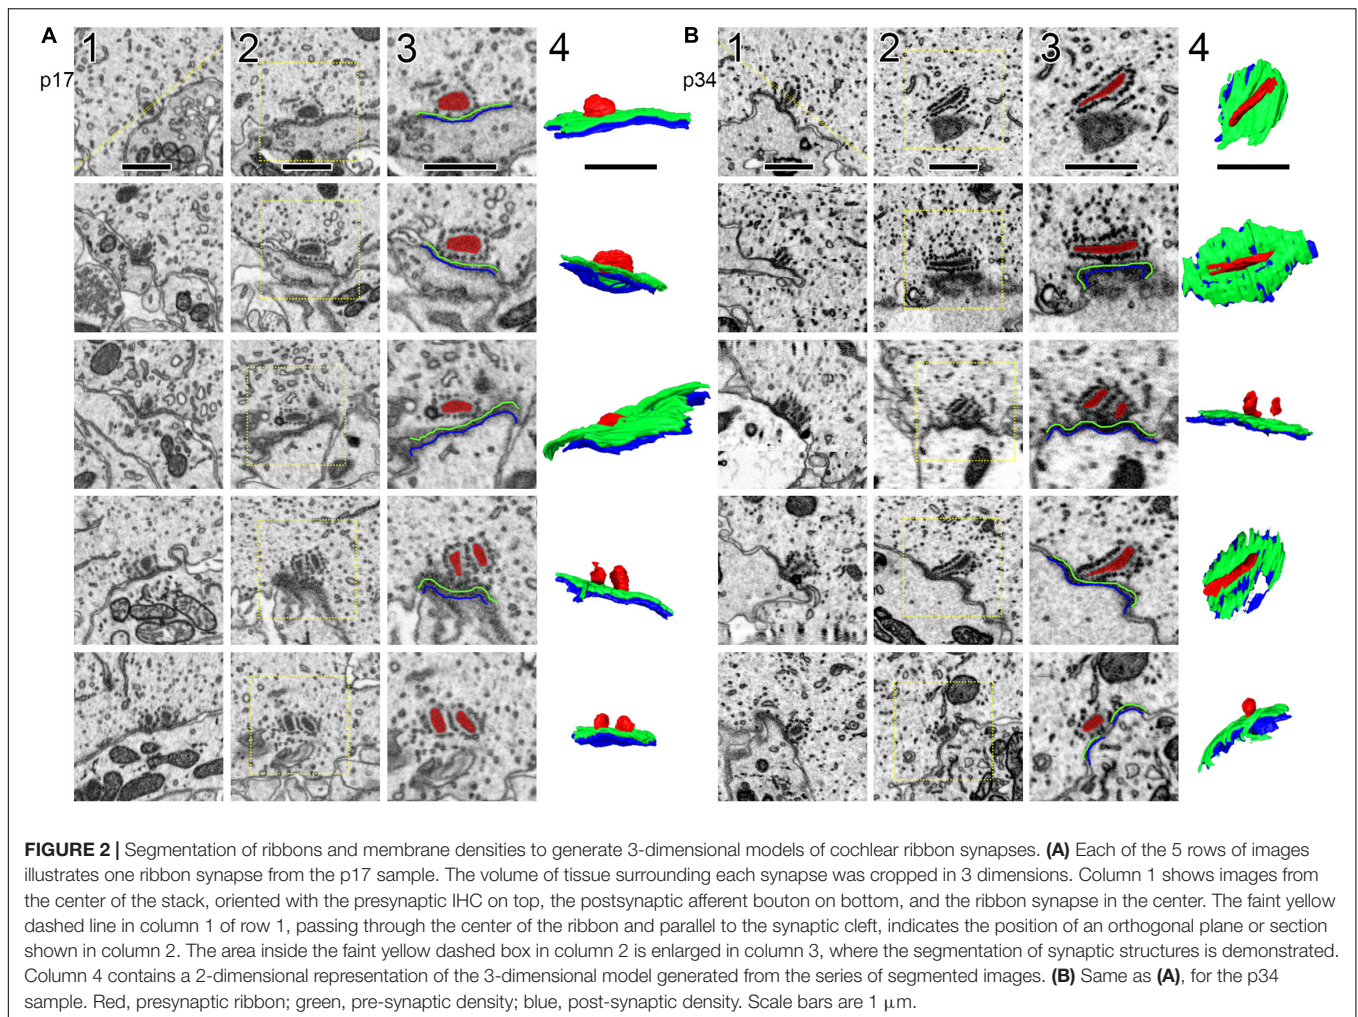 A 1 2 3 4 B 1 2 3 4
p17 p34
FIGURE 2 | Segmentation of ribbons and membrane densities to generate 3-dimensional models of cochlear ribbon synapses. (A) Each of the 5 rows of images
illustrates one ribbon synapse from the p17 sample. The volume of tissue surrounding each synapse was cropped in 3 dimensions. Column 1 shows images from
the center of the stack, oriented with the presynaptic IHC on top, the postsynaptic afferent bouton on bottom, and the ribbon synapse in the center. The faint yellow
dashed line in column 1 of row 1, passing through the center of the ribbon and parallel to the synaptic cleft, indicates the position of an orthogonal plane or section
shown in column 2. The area inside the faint yellow dashed box in column 2 is enlarged in column 3, where the segmentation of synaptic structures is demonstrated.
Column 4 contains a 2-dimensional representation of the 3-dimensional model generated from the series of segmented images. (B) Same as (A), for the p34
sample. Red, presynaptic ribbon; green, pre-synaptic density; blue, post-synaptic density. Scale bars are 1 μm.